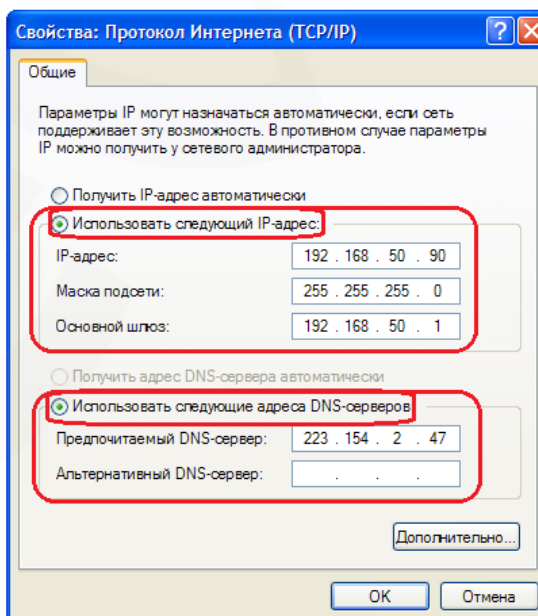 Свойства: Протокол Интернета (TCP/IP)
Общие
Параметры IP могут назначаться автоматически, если сеть
поддерживает эту возможность. В противном случае параметры
IP можно получить у сетевого администратора.
Получить IP-адрес автоматически
Использовать следующий IP-адрес:
IP-адрес: 192 . 168 . 50 . 90
Маска подсети: 255 . 255 . 255 . 0
Основной шлюз: 192 . 168 . 50 . 1
Получить адрес DNS-сервера автоматически
Использовать следующие адреса DNS-серверов
Предпочитаемый DNS-сервер: 223 . 154 . 2 . 47
Альтернативный DNS-сервер: . . .
Дополнительно...
OK Отмена